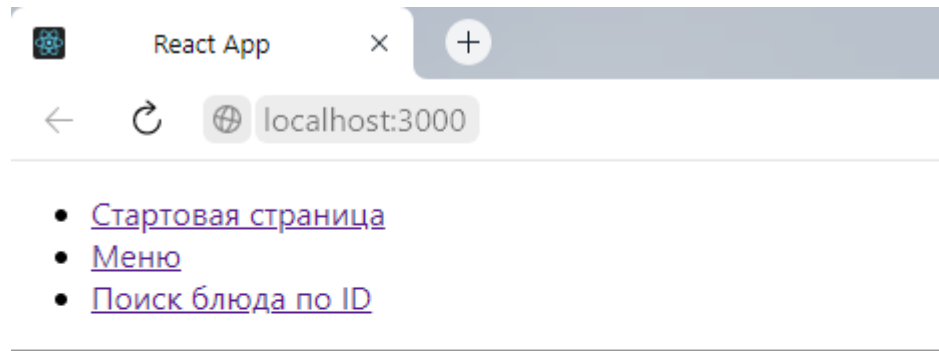 React App
localhost:3000
Стартовая страница
Меню
Поиск блюда по ID